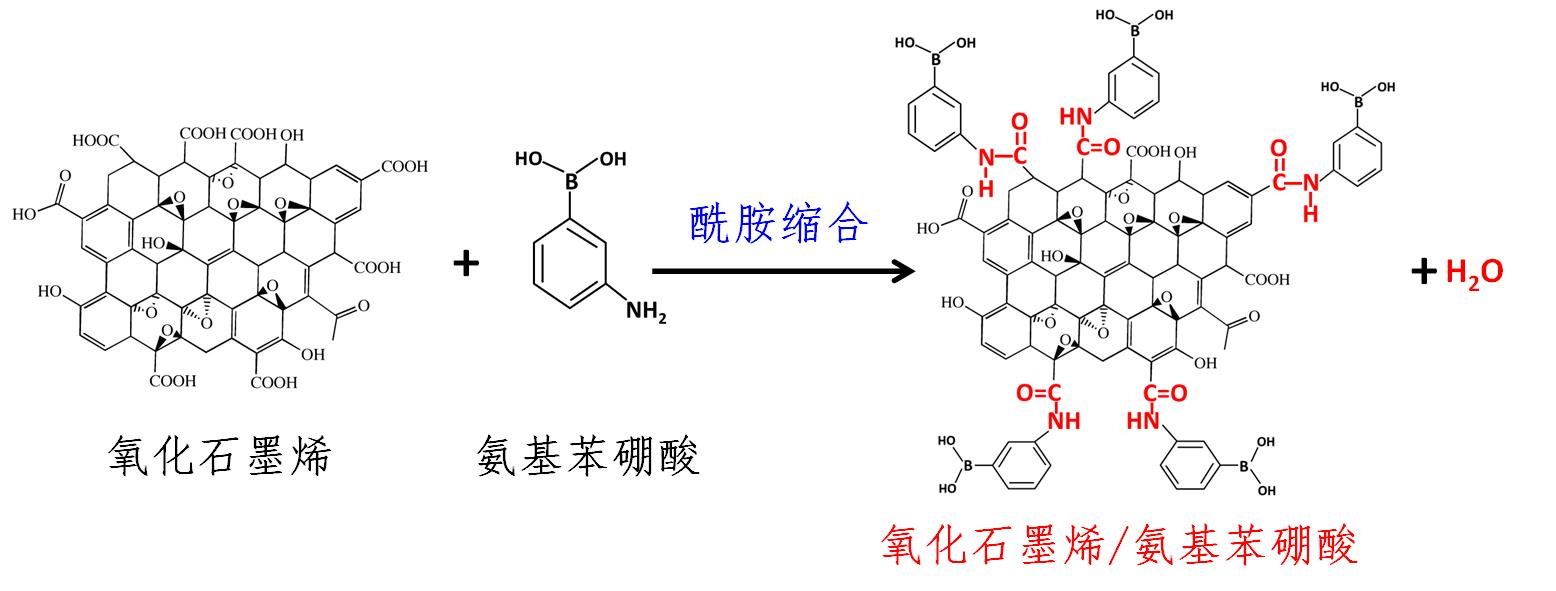 HO OH
B
HO OH
B
HO OH
B
HOOC COOH COOH OH
COOH
O
HO
O
O O O
HO
COOH
HO
O O O
O
O
OH
COOH COOH
氧化石墨烯
+
HO OH
B
NH2
氨基苯硼酸
酰胺缩合
O
C
N
H
HN
C=O
COOH OH
O
C
N
H
O
HO
O
O O O
HO
COOH
HO
O O O
O
O
OH
O=C
NH
C=O
HN
HO
B
HO
OH
B
OH
氧化石墨烯/氨基苯硼酸
+ H2O